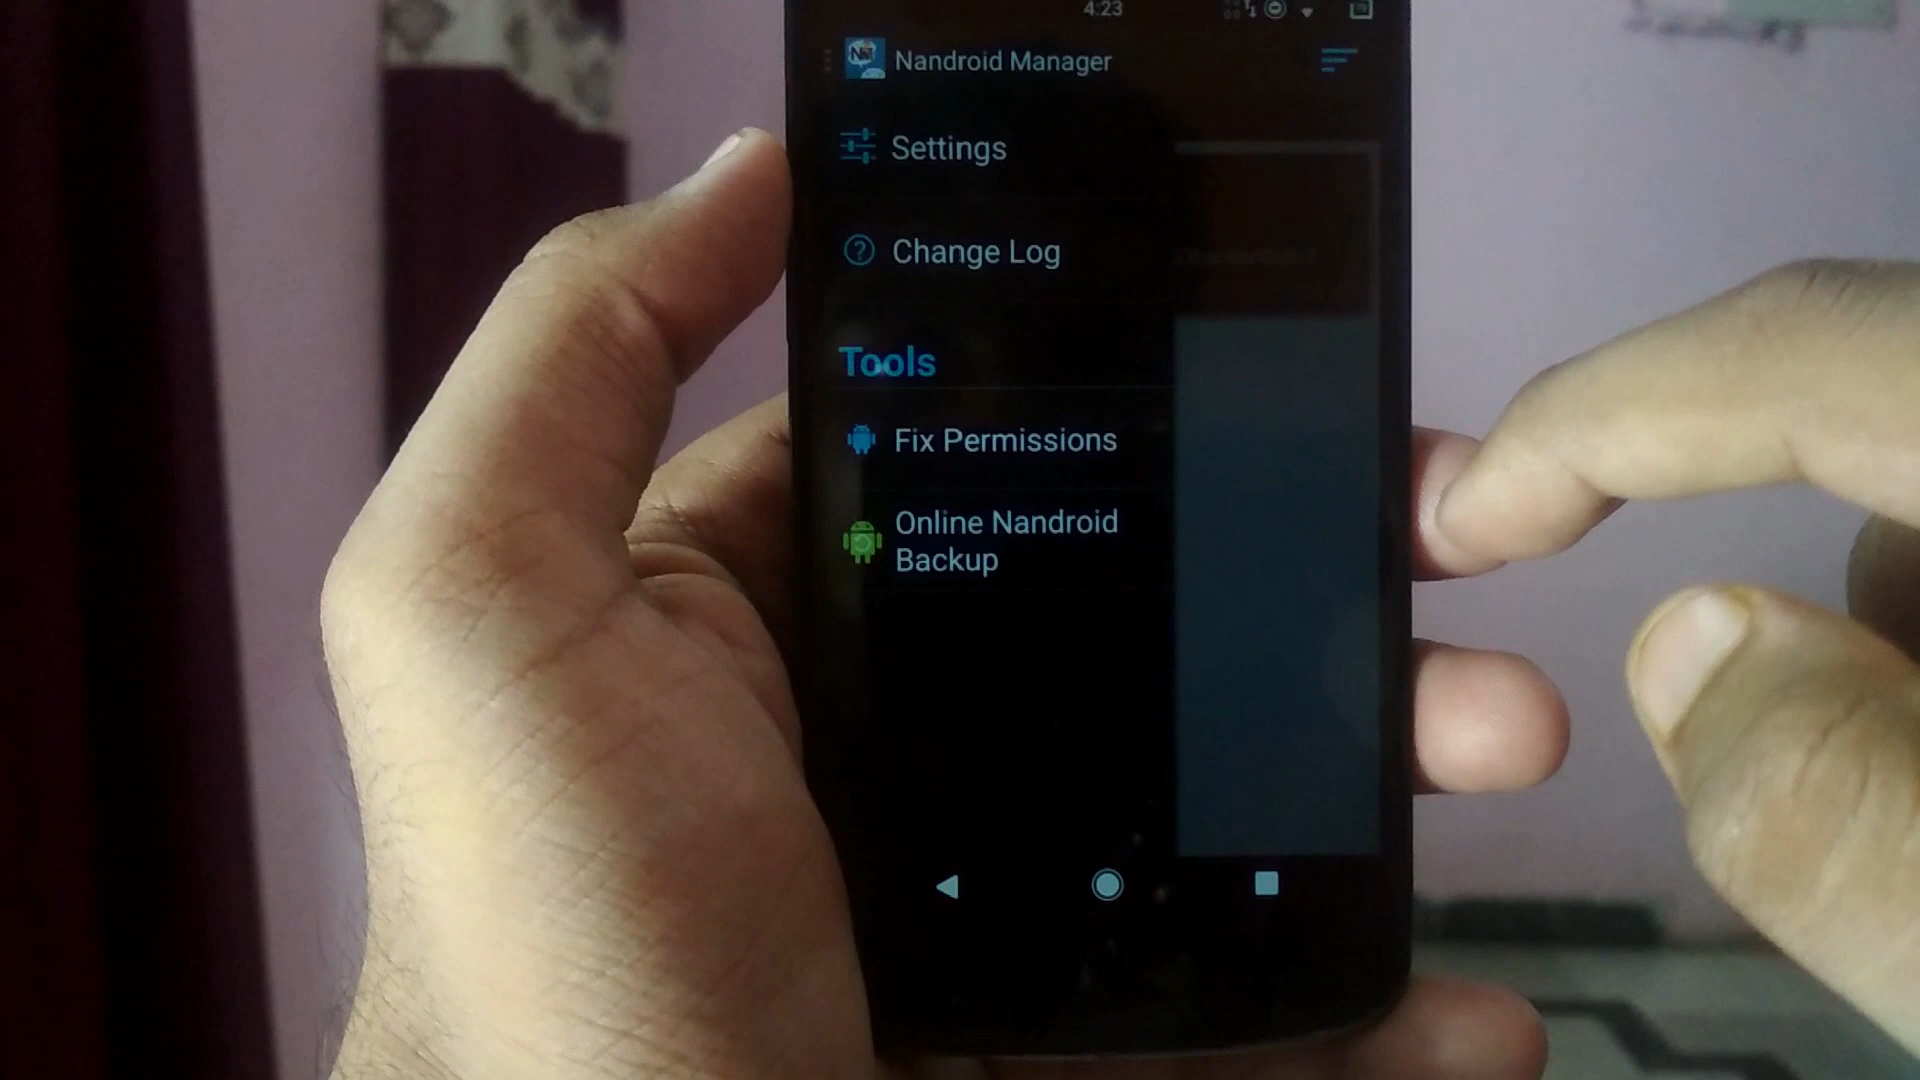 4:23
Nandroid Manager
Settings
Change Log
Tools
Fix Permissions
Online Nandroid
Backup